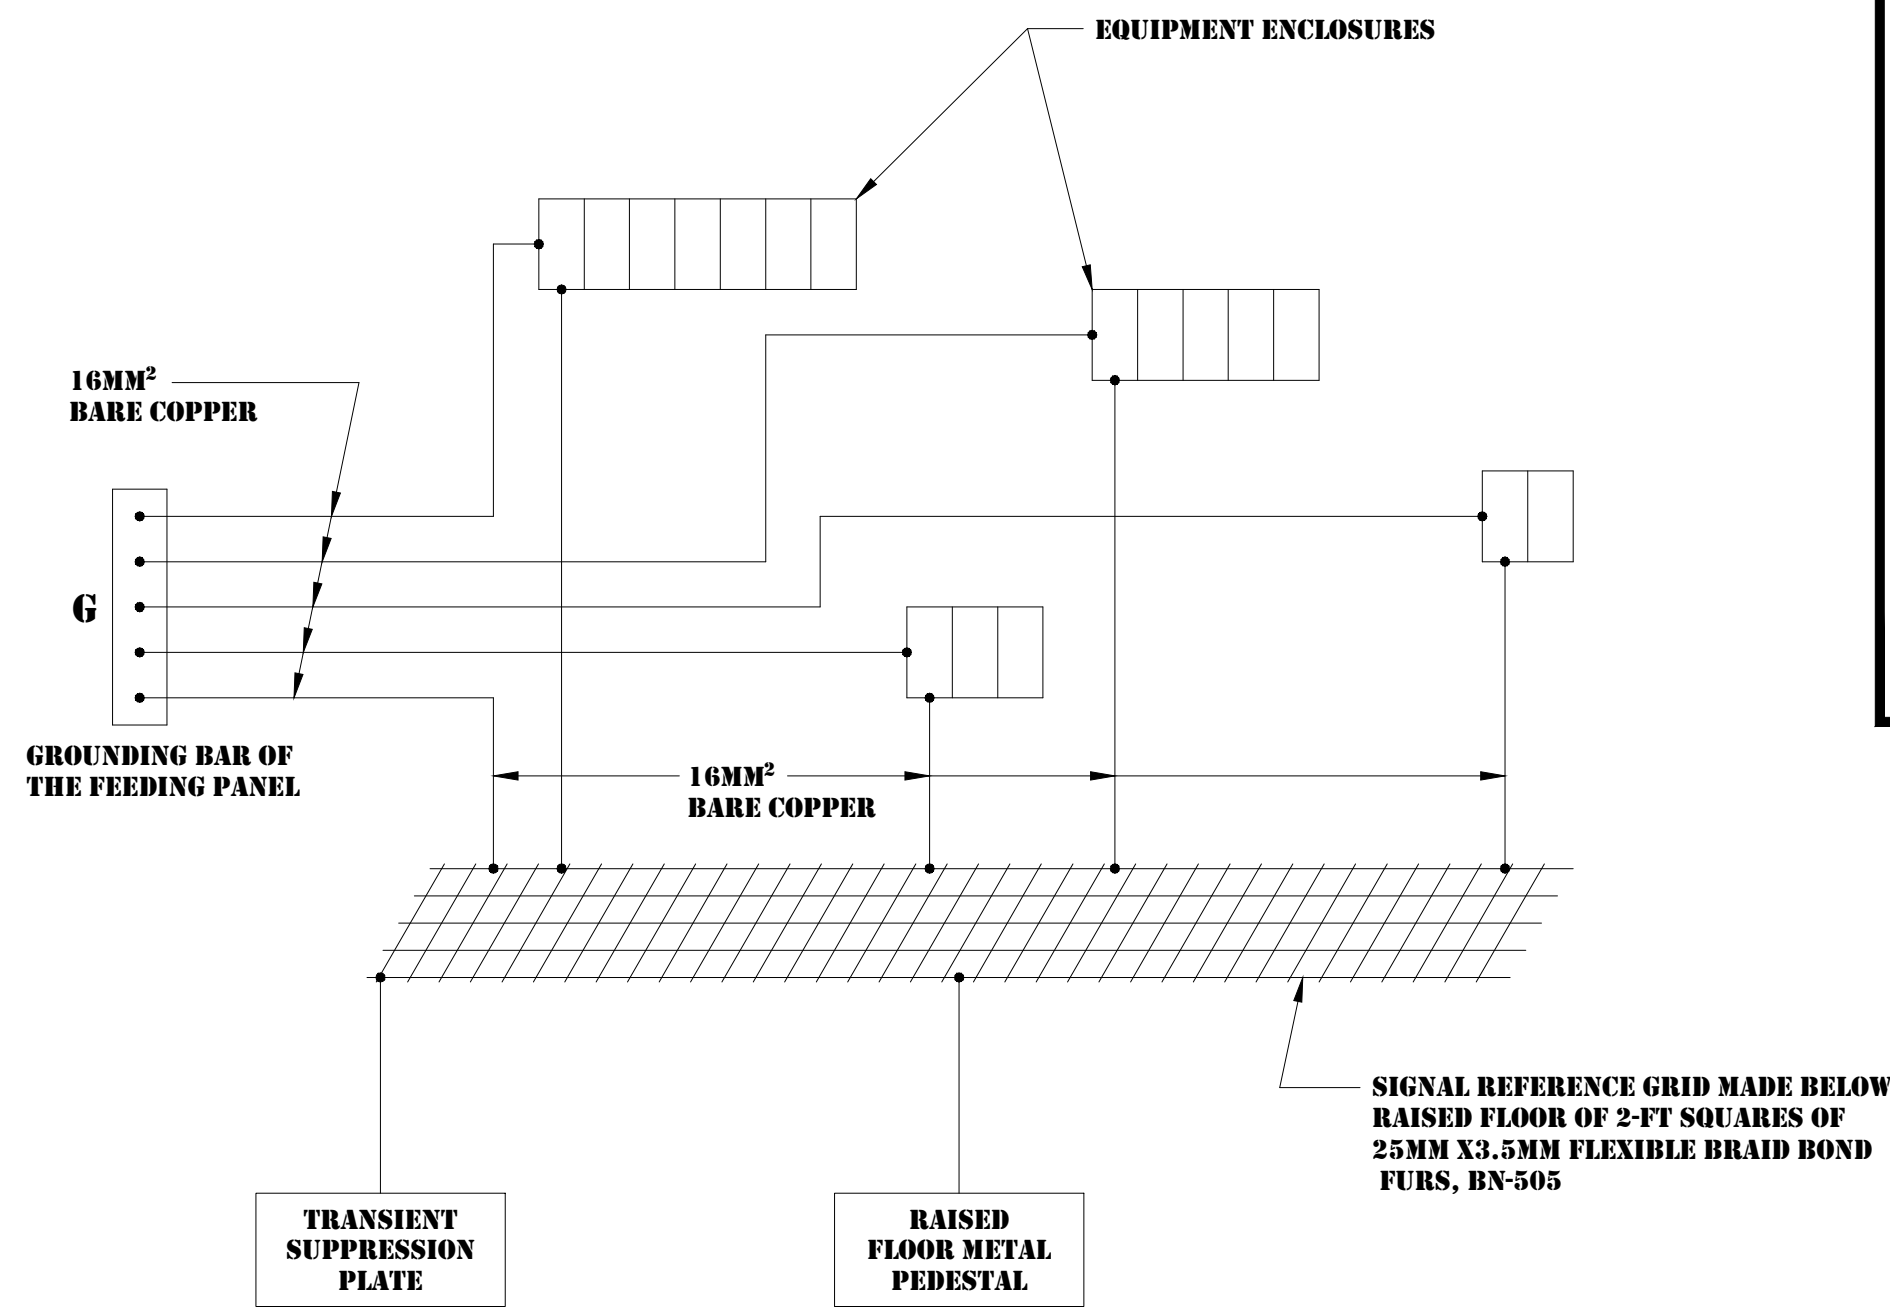 EQUIPMENT ENCLOSURES
16MM²
BARE COPPER
G
GROUNDING BAR OF
THE FEEDING PANEL
16MM²
BARE COPPER
SIGNAL REFERENCE GRID MADE BELOW
RAISED FLOOR OF 2-FT SQUARES OF
25MM X3.5MM FLEXIBLE BRAID BOND
FURS, BN-505
TRANSIENT
SUPPRESSION
PLATE
RAISED
FLOOR METAL
PEDESTAL